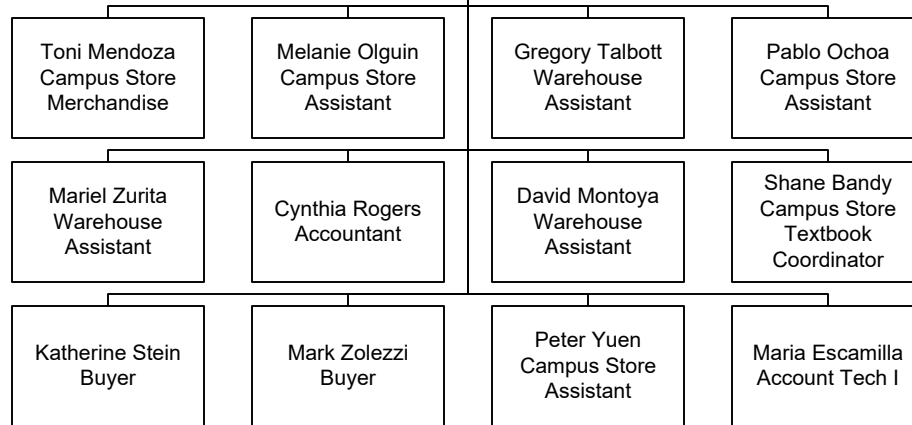 Toni Mendoza
Campus Store
Merchandise
Melanie Olguin
Campus Store
Assistant
Gregory Talbott
Warehouse
Assistant
Pablo Ochoa
Campus Store
Assistant
Mariel Zurita
Warehouse
Assistant
Cynthia Rogers
Accountant
David Montoya
Warehouse
Assistant
Shane Bandy
Campus Store
Textbook
Coordinator
Katherine Stein
Buyer
Mark Zolezzi
Buyer
Peter Yuen
Campus Store
Assistant
Maria Escamilla
Account Tech I